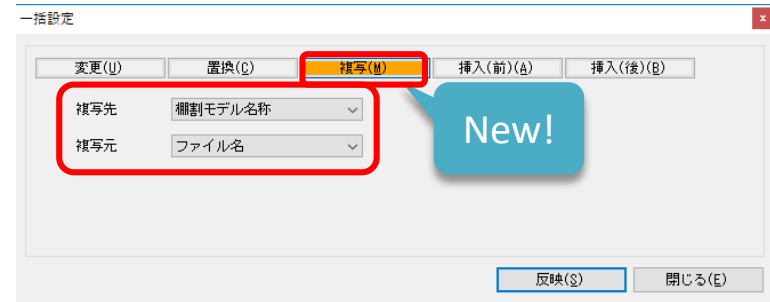 一括設定
x
変更(U) 置換(C) 複写(M) 挿入(前)(A) 挿入(後)(B)
複写先 棚割モデル名称
複写元 ファイル名
New!
反映(S) 閉じる(E)